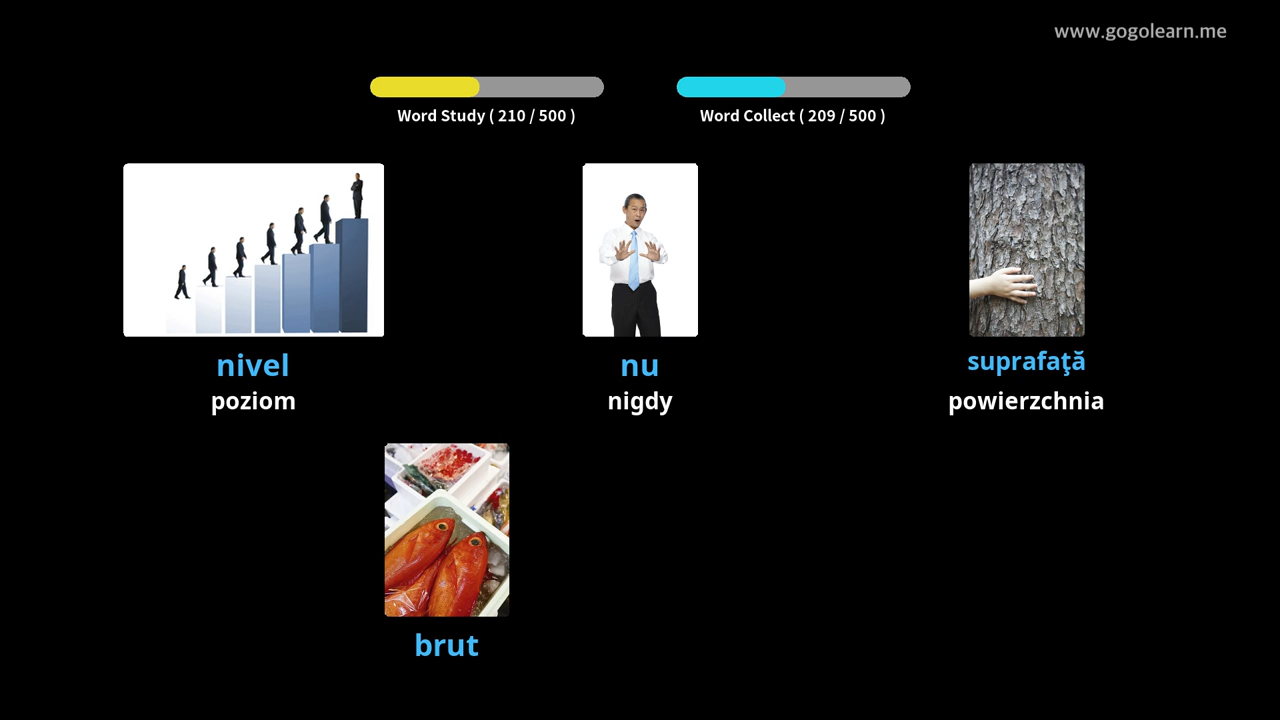 www.gogolearn.me
Word Study ( 210 / 500 )
Word Collect ( 209 / 500 )
nivel
poziom
nu
nigdy
suprafaţă
powierzchnia
brut